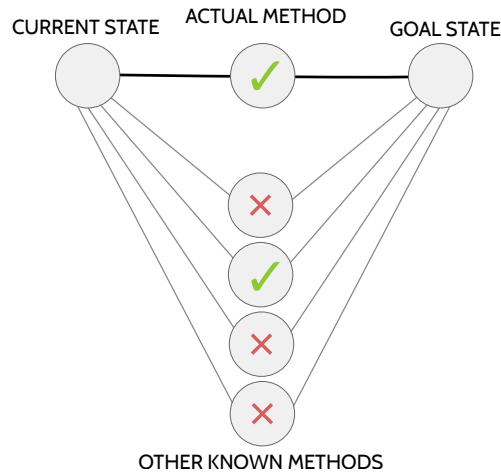 ACTUAL METHOD
CURRENT STATE
GOAL STATE
OTHER KNOWN METHODS